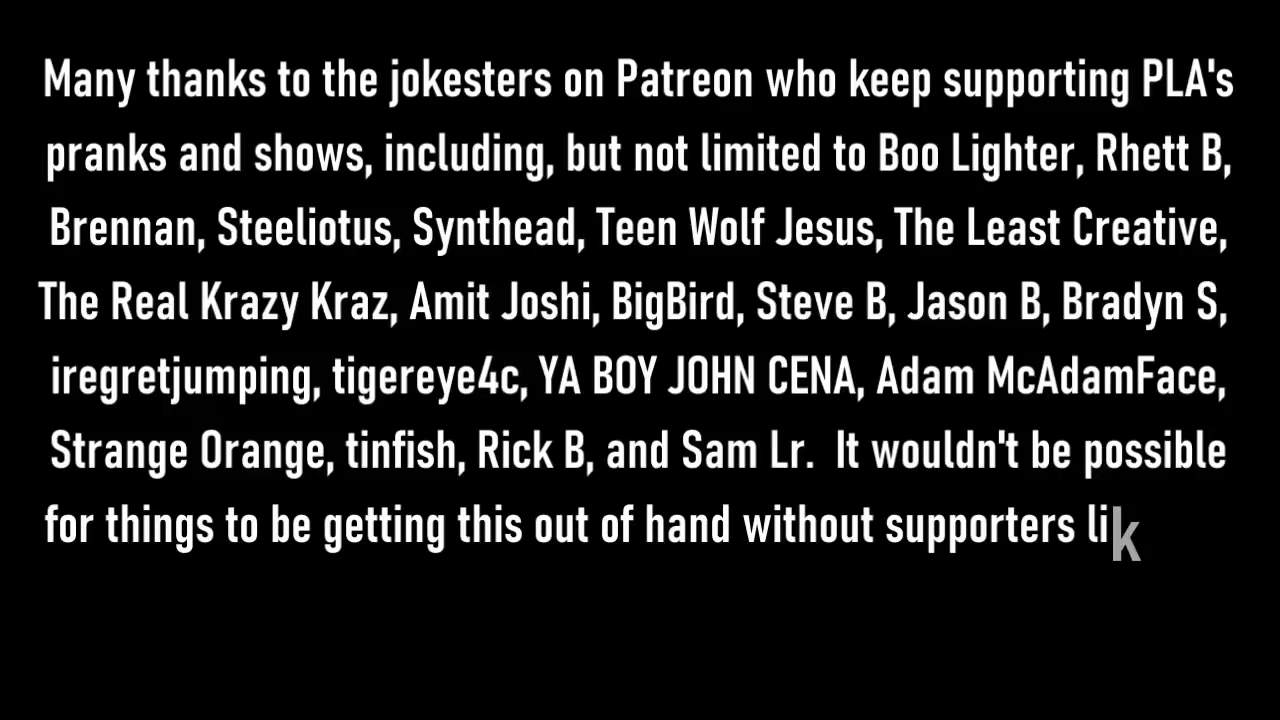 Many thanks to the jokesters on Patreon who keep supporting PLA's
pranks and shows, including, but not limited to Boo Lighter, Rhett B,
Brennan, Steeliotus, Synthead, Teen Wolf Jesus, The Least Creative,
The Real Krazy Kraz, Amit Joshi, BigBird, Steve B, Jason B, Bradyn S,
iregretjumping, tigereye4c, YA BOY JOHN CENA, Adam McAdamFace,
Strange Orange, tinfish, Rick B, and Sam Lr.  It wouldn't be possible
for things to be getting this out of hand without supporters lik